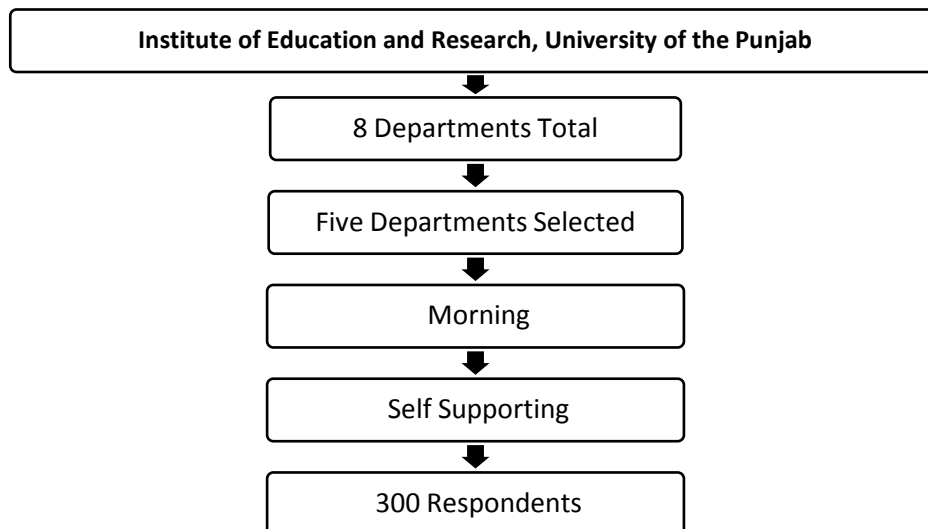 Institute of Education and Research, University of the Punjab
8 Departments Total
Five Departments Selected
Morning
Self Supporting
300 Respondents